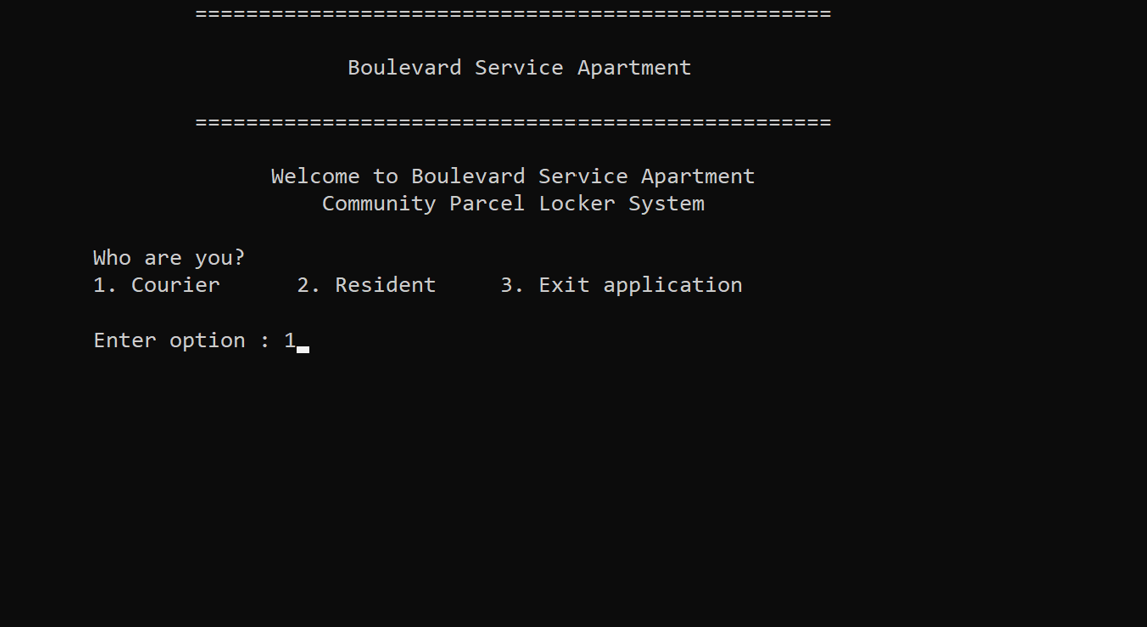 ==================================================
Boulevard Service Apartment
==================================================
Welcome to Boulevard Service Apartment
Community Parcel Locker System
Who are you?
1. Courier 2. Resident 3. Exit application
Enter option : 1